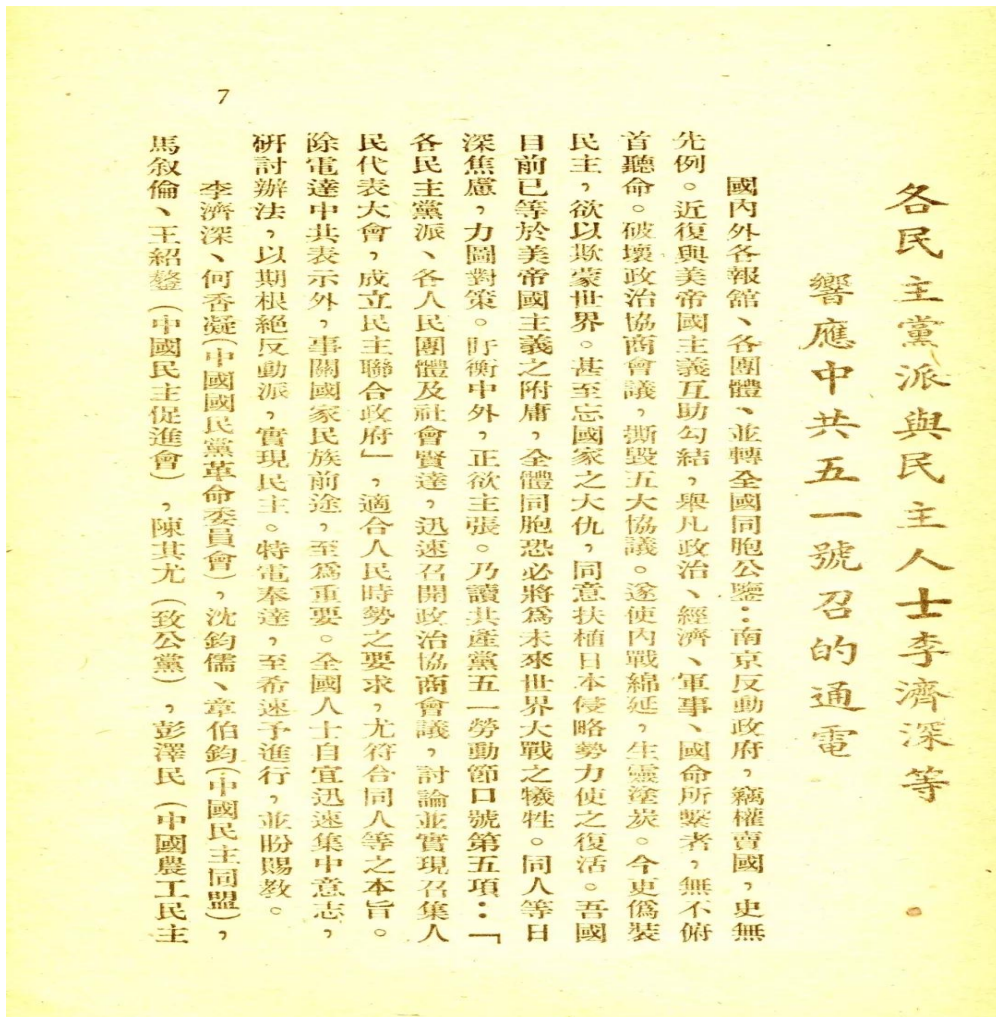 各民主黨派與民主人士李濟深等
響應中共五一號召的通電
國內外各報館、各團體、並轉全國同胞公鑒：南京反動政府，竊權賣國，史無
先例。近復與美帝國主義互助勾結，舉凡政治、經濟、軍事、國命所繫者，無不俯
首聽命。破壞政治協商會議，撕毀五大協議。遂使內戰綿延，生靈塗炭。今更僞裝
民主，欲以欺蒙世界。甚至忘國家之大仇，同意扶植日本侵略勢力使之復活。吾國
目前已等於美帝國主義之附庸，全體同胞恐必將爲未來世界大戰之犧牲。同人等日
深焦慮，力圖對策。盱衡中外，正欲主張。乃讀共產黨五一勞動節口號第五項：「
各民主黨派、各人民團體及社會賢達，迅速召開政治協商會議，討論並實現召集人
民代表大會，成立民主聯合政府」，適合人民時勢之要求，尤符合同人等之本旨。
除電達中共表示外，事關國家民族前途，至爲重要。全國人士自宜迅速集中意志，
研討辦法，以期根絕反動派，實現民主。特電奉達，至希速予進行，並盼賜教。
李濟深、何香凝（中國國民黨革命委員會），沈鈞儒、章伯鈞（中國民主同盟），
馬叙倫、王紹鏊（中國民主促進會），陳其尤（致公黨），彭澤民（中國農工民主
7